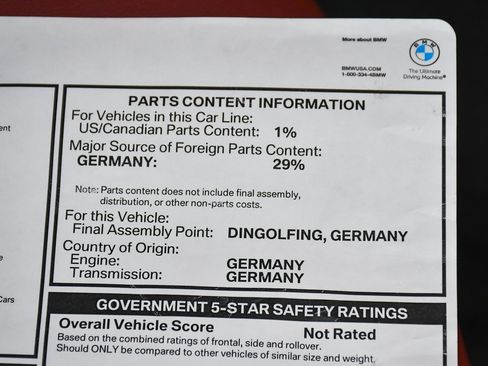 More about BMW
BMWUSA.COM
1-800-334-4BMW
BMW
The Ultimate
Driving Machine®
PARTS CONTENT INFORMATION
For Vehicles in this Car Line:
US/Canadian Parts Content: 1%
Major Source of Foreign Parts Content:
GERMANY: 29%
Note: Parts content does not include final assembly,
distribution, or other non-parts costs.
For this Vehicle:
Final Assembly Point: DINGOLFING, GERMANY
Country of Origin:
Engine: GERMANY
Transmission: GERMANY
GOVERNMENT 5-STAR SAFETY RATINGS
Overall Vehicle Score Not Rated
Based on the combined ratings of frontal, side and rollover.
Should ONLY be compared to other vehicles of similar size and weight.
ent
e
Cars